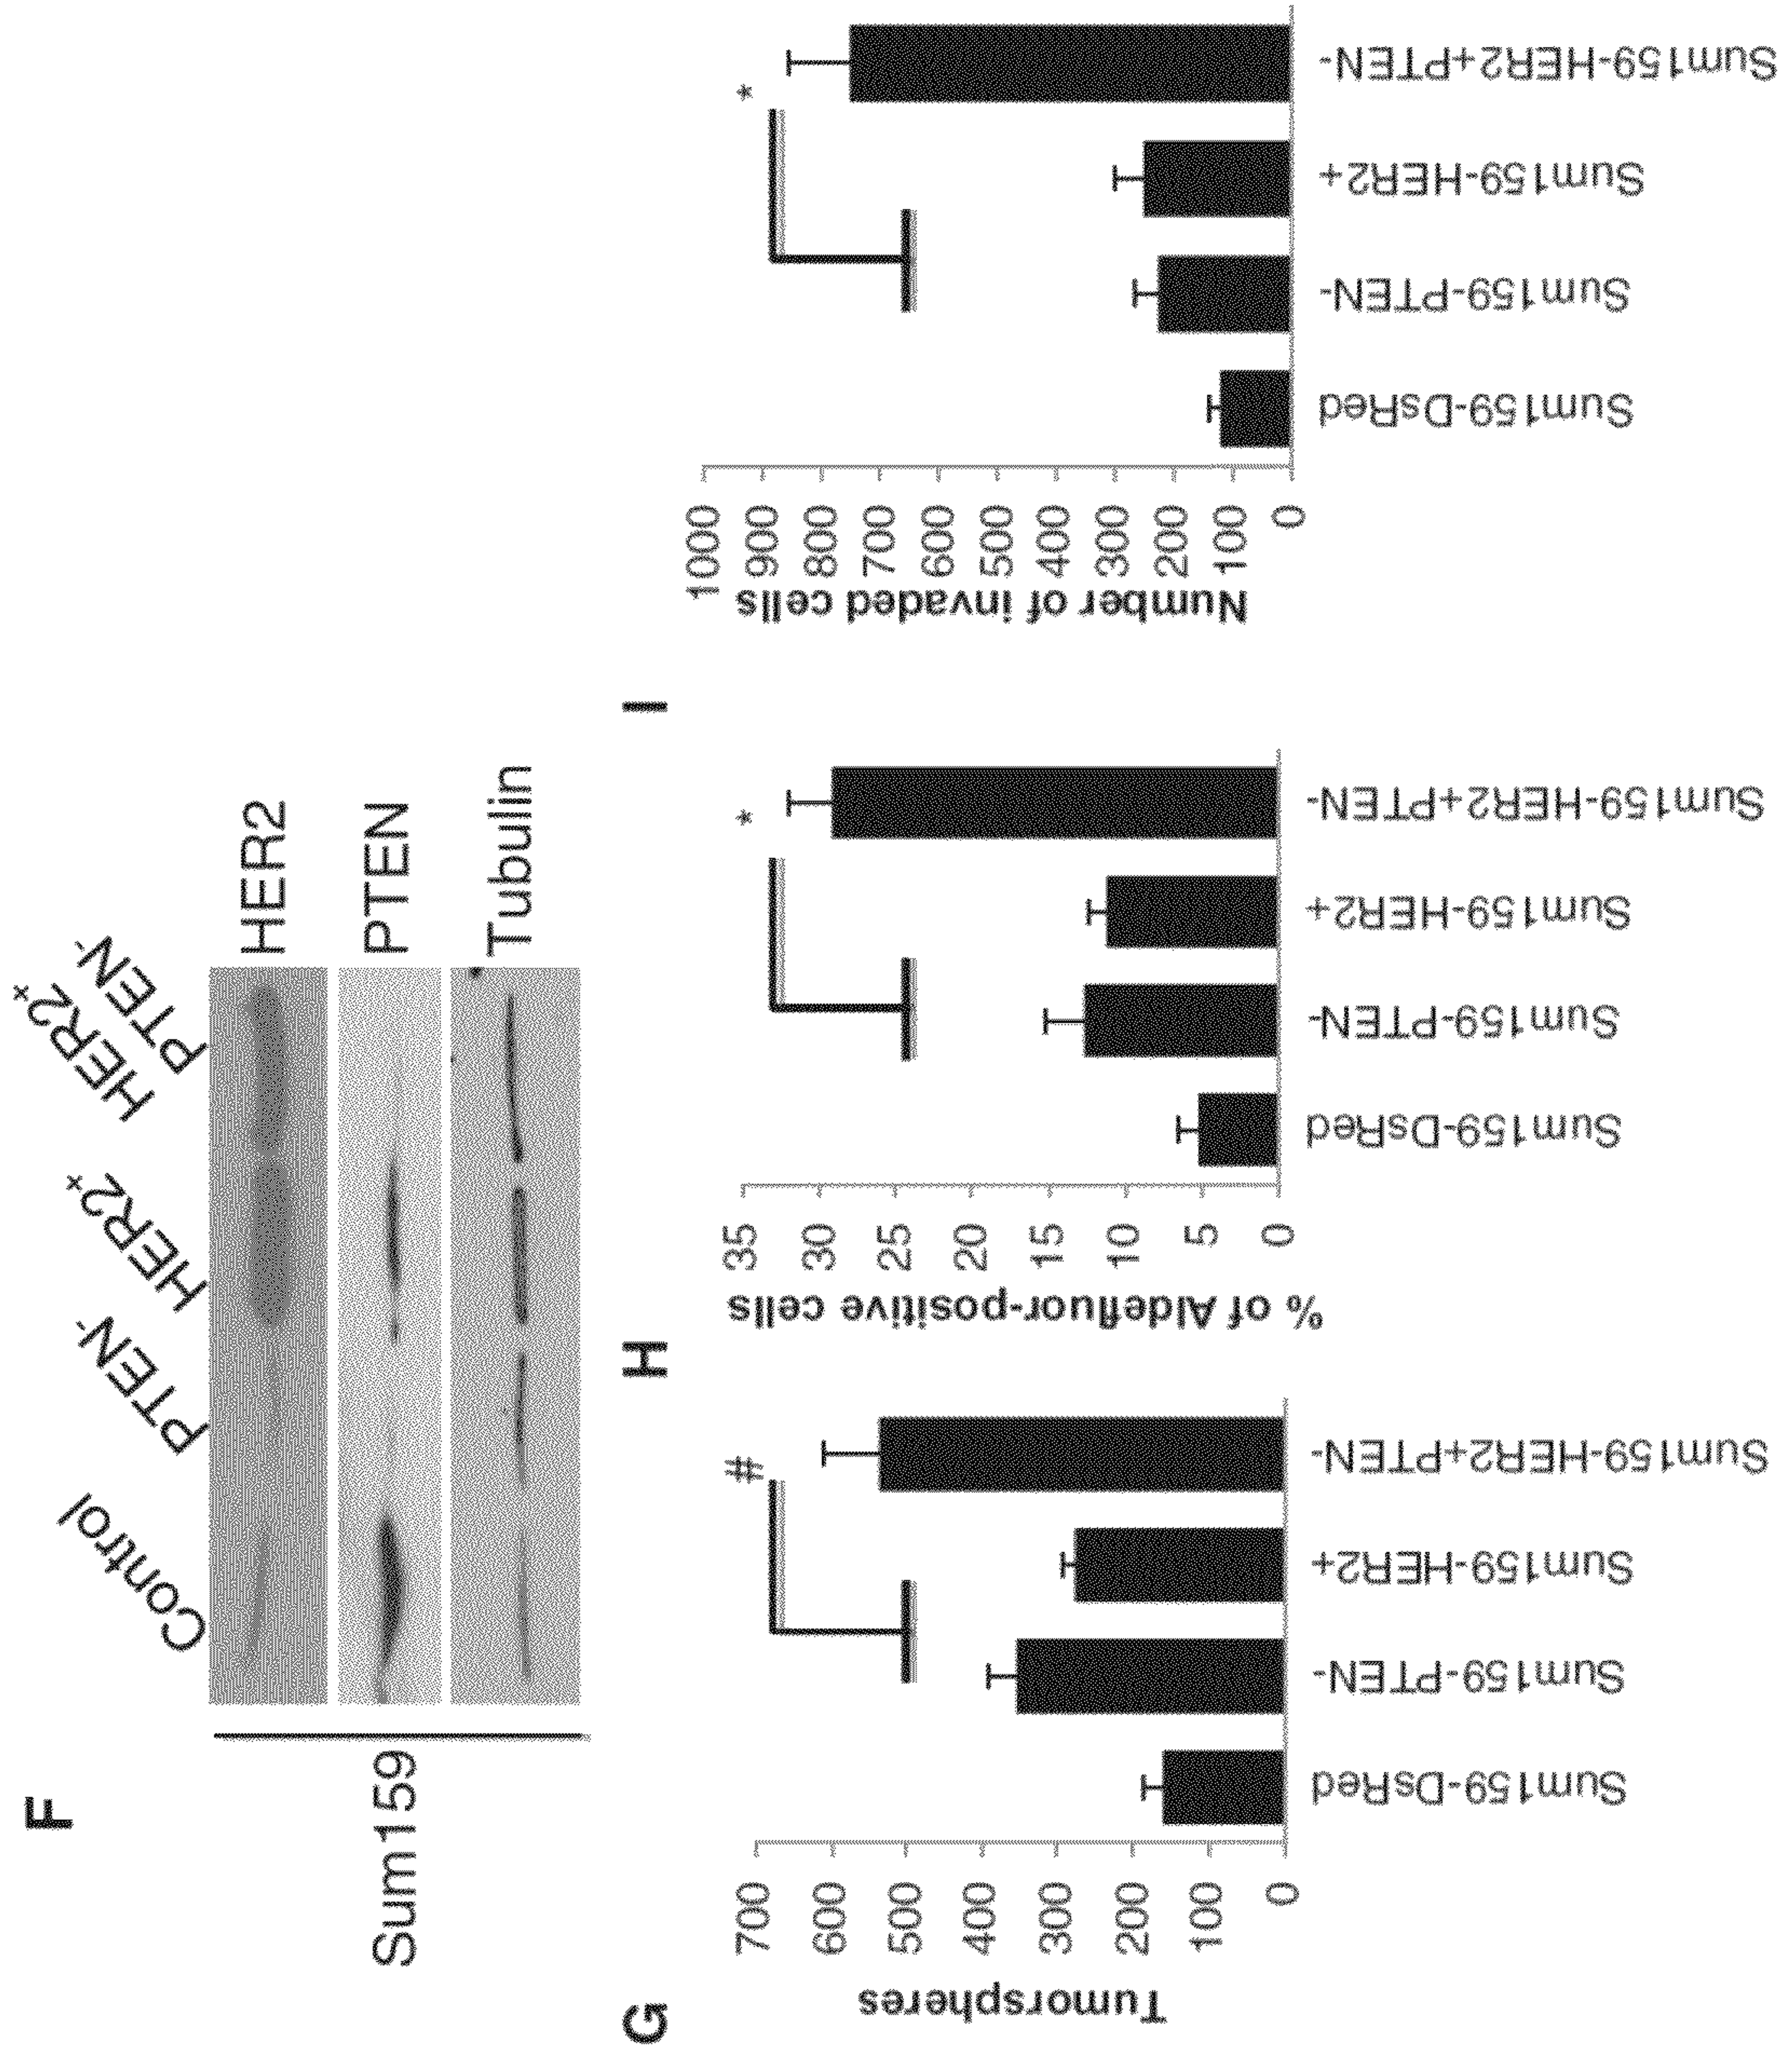 F
Control
PTEN-
HER2+
HER2+
PTEN-
Sum159
HER2
PTEN
Tubulin
G
Tumorspheres
700
600
500
400
300
200
100
0
#
Sum159-DsRed
Sum159-PTEN-
Sum159-HER2+
Sum159-HER2+PTEN-
H
% of Aldefluor-positive cells
35
30
25
20
15
10
5
0
*
Sum159-DsRed
Sum159-PTEN-
Sum159-HER2+
Sum159-HER2+PTEN-
I
Number of invaded cells
1000
900
800
700
600
500
400
300
200
100
0
*
Sum159-DsRed
Sum159-PTEN-
Sum159-HER2+
Sum159-HER2+PTEN-